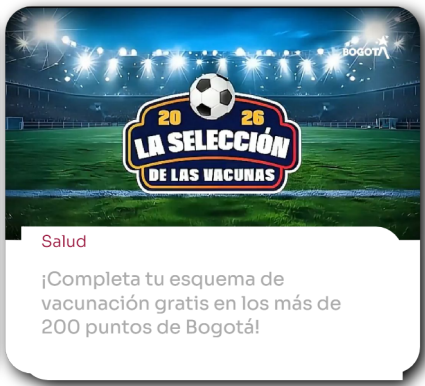 BOGOTÁ
20 26
LA SELECCIÓN
DE LAS VACUNAS
Salud
¡Completa tu esquema de
vacunación gratis en los más de
200 puntos de Bogotá!